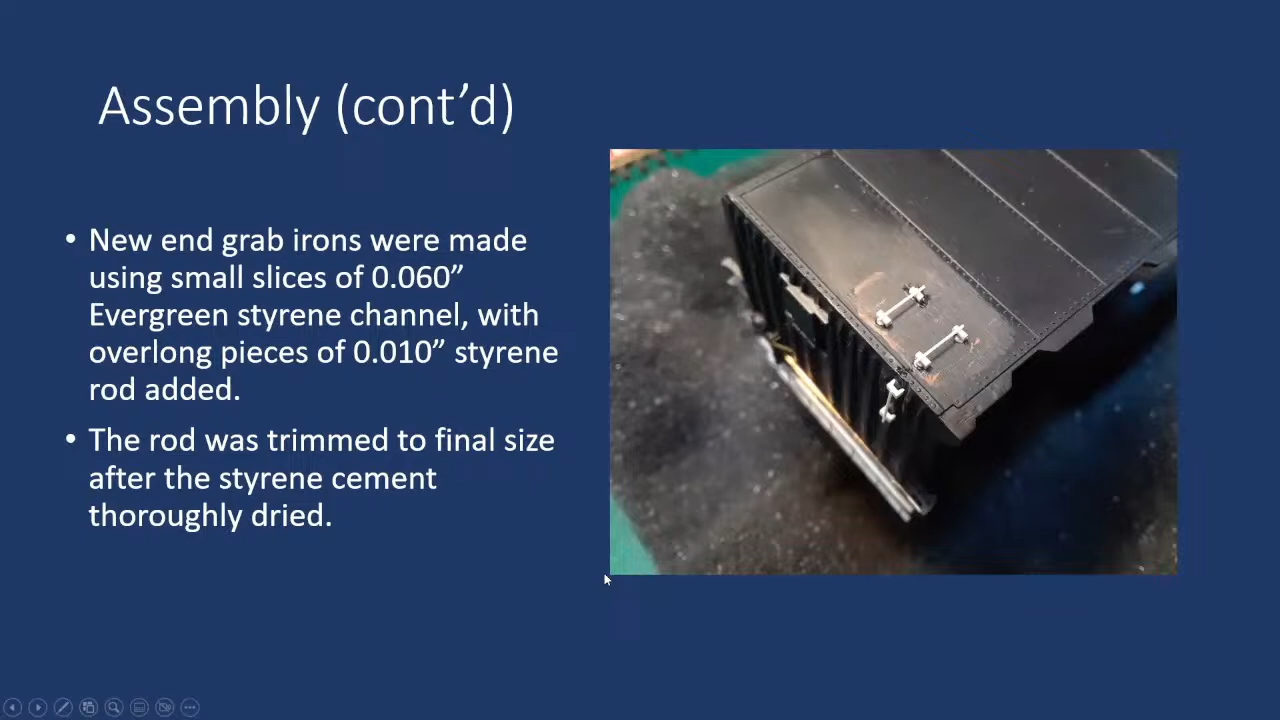 Assembly (cont’d)
• New end grab irons were made
using small slices of 0.060”
Evergreen styrene channel, with
overlong pieces of 0.010” styrene
rod added.
• The rod was trimmed to final size
after the styrene cement
thoroughly dried.